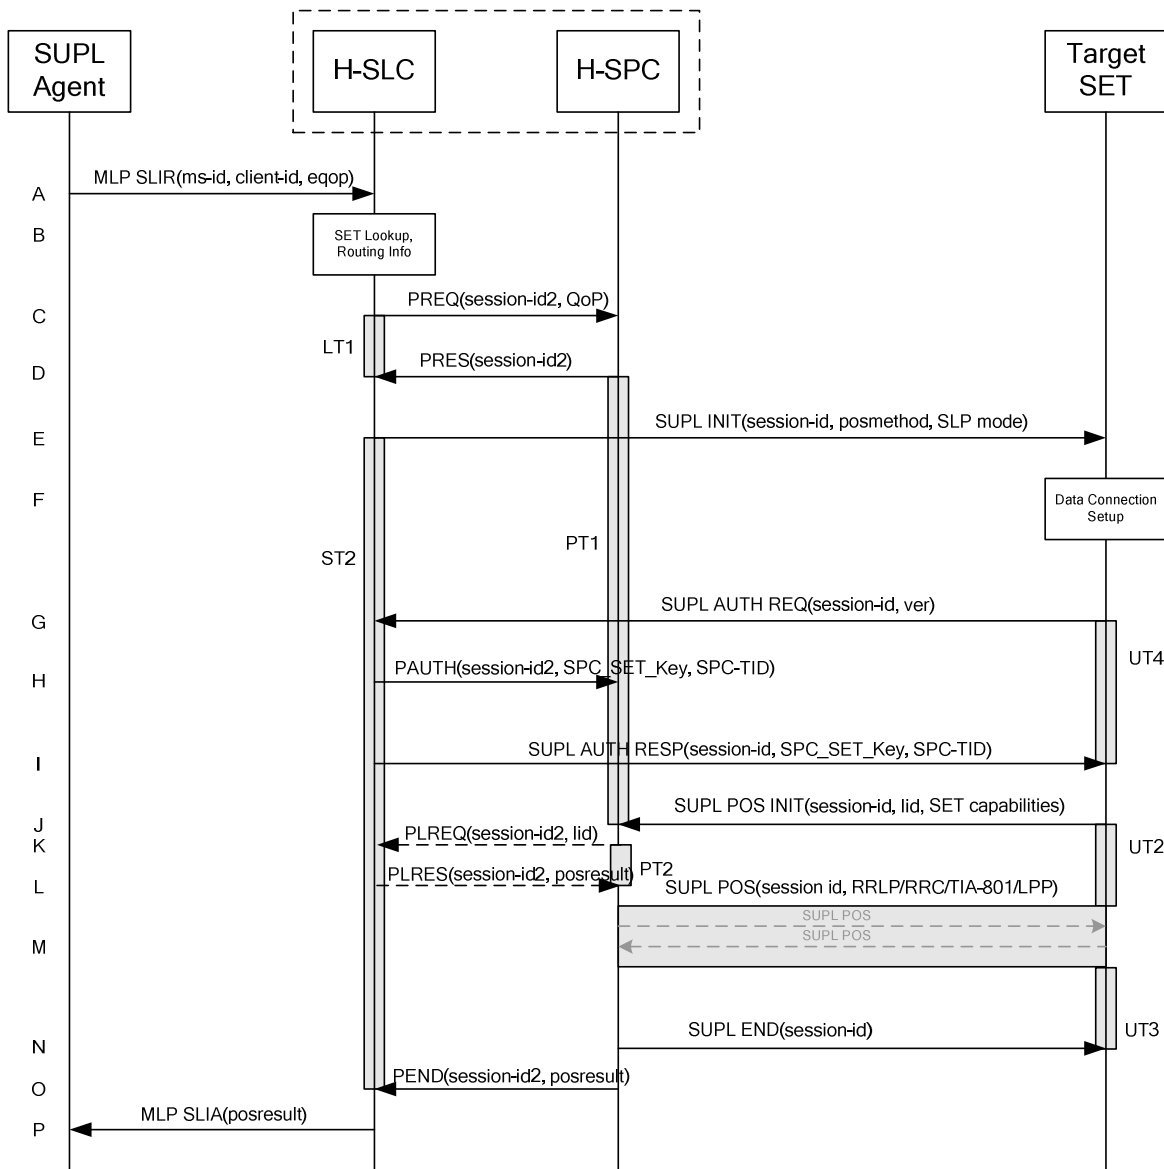 SUPL
Agent
H-SLC
H-SPC
Target
SET
A
MLP SLIR(ms-id, client-id, eqop)
B
SET Lookup,
Routing Info
C
PREQ(session-id2, QoP)
LT1
D
PRES(session-id2)
E
SUPL INIT(session-id, posmethod, SLP mode)
F
Data Connection
Setup
ST2
PT1
G
SUPL AUTH REQ(session-id, ver)
UT4
H
PAUTH(session-id2, SPC_SET_Key, SPC-TID)
I
SUPL AUTH RESP(session-id, SPC_SET_Key, SPC-TID)
J
SUPL POS INIT(session-id, lid, SET capabilities)
K
PLREQ(session-id2, lid)
UT2
L
PLRES(session-id2, posresult)
PT2
SUPL POS(session id, RRLP/RRC/TIA-801/LPP)
SUPL POS
M
SUPL POS
N
SUPL END(session-id)
UT3
O
PEND(session-id2, posresult)
P
MLP SLIA(posresult)